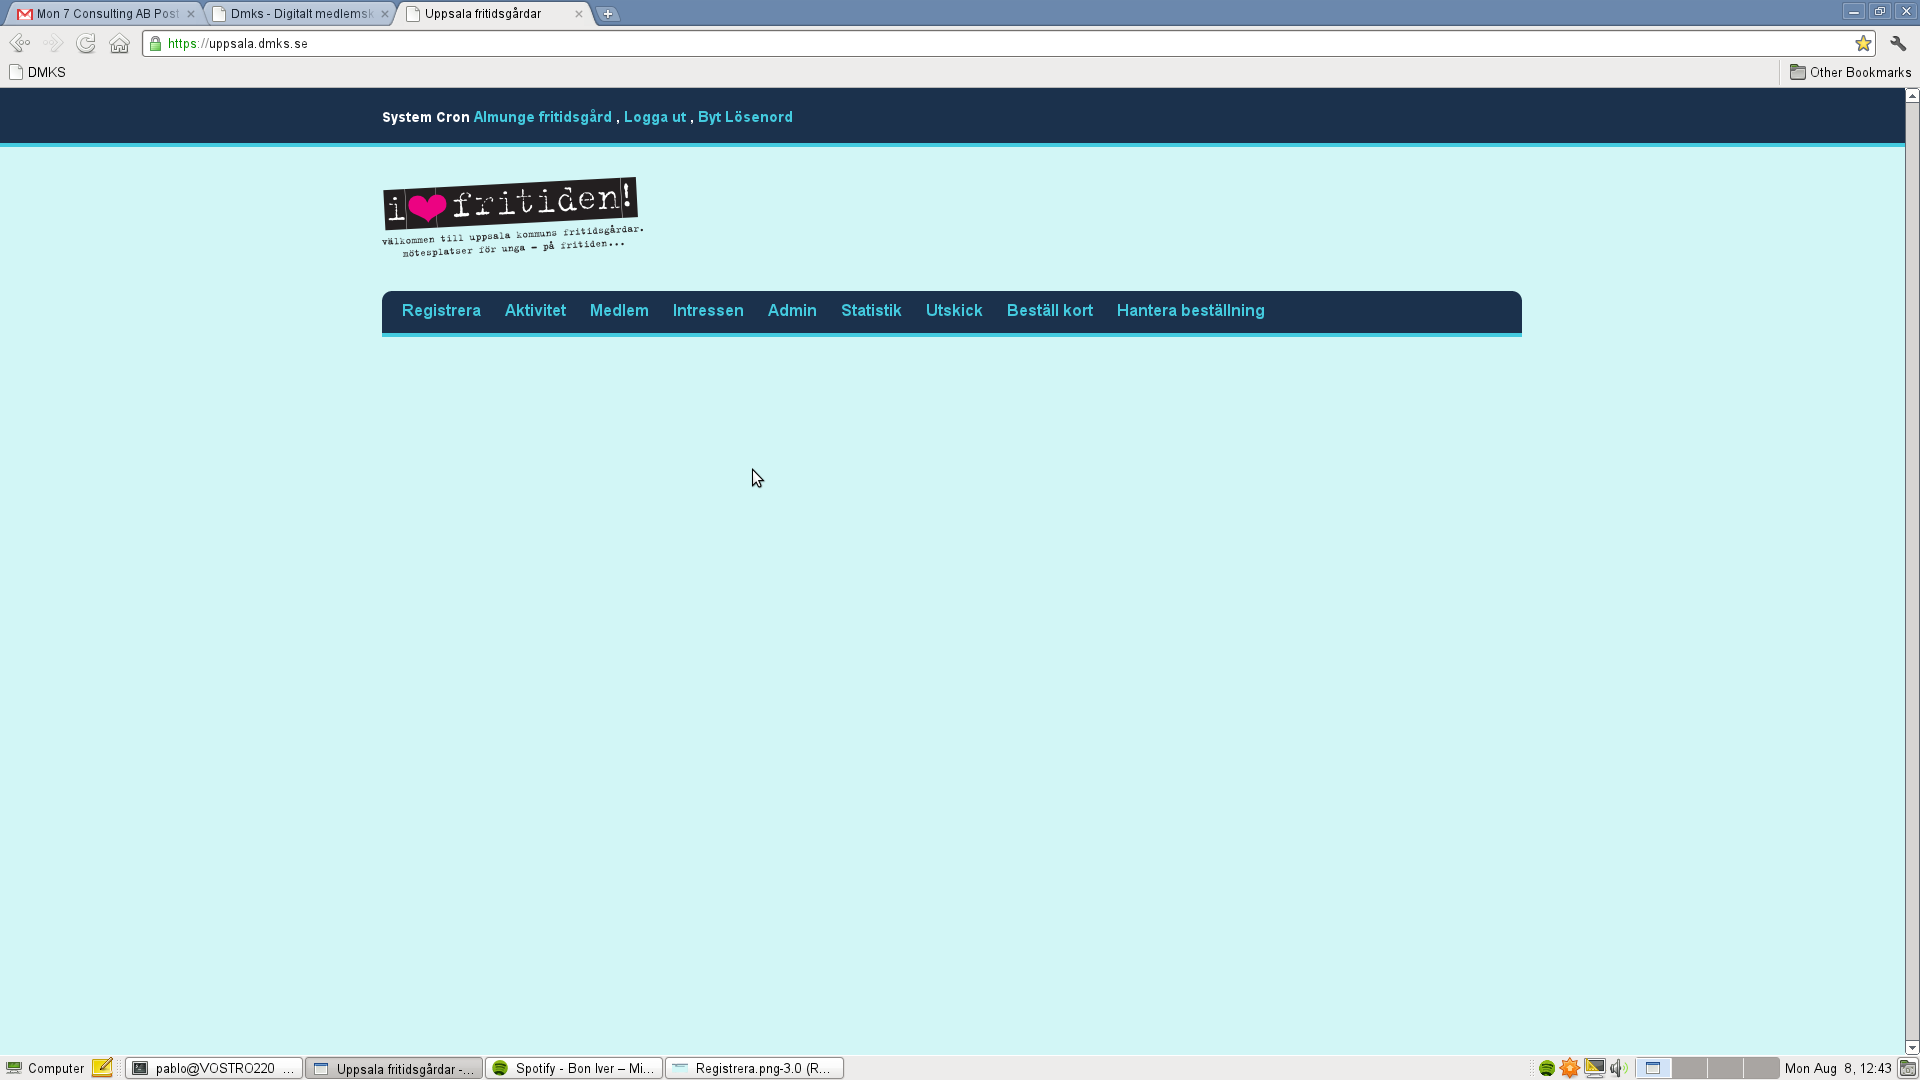 Mon 7 Consulting AB Post
Dmks - Digitalt medlemsk
Uppsala fritidsgårdar
https://uppsala.dmks.se
DMKS
Other Bookmarks
System Cron Almunge fritidsgård , Logga ut , Byt Lösenord
i fritiden!
välkommen till uppsala kommuns fritidsgårdar.
mötesplatser för unga - på fritiden...
Registrera Aktivitet Medlem Intressen Admin Statistik Utskick Beställ kort Hantera beställning
Computer
pablo@VOSTRO220 ...
Uppsala fritidsgårdar -...
Spotify - Bon Iver – Mi...
Registrera.png-3.0 (R...
Mon Aug 8, 12:43